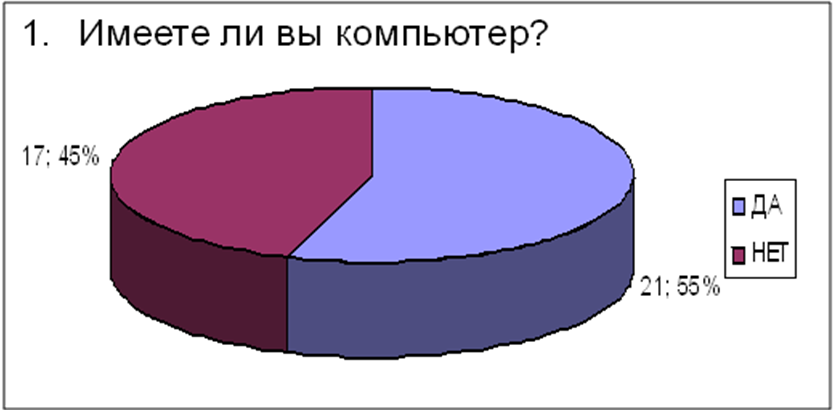 1. Имеете ли вы компьютер?
17; 45%
ДА
НЕТ
21; 55%